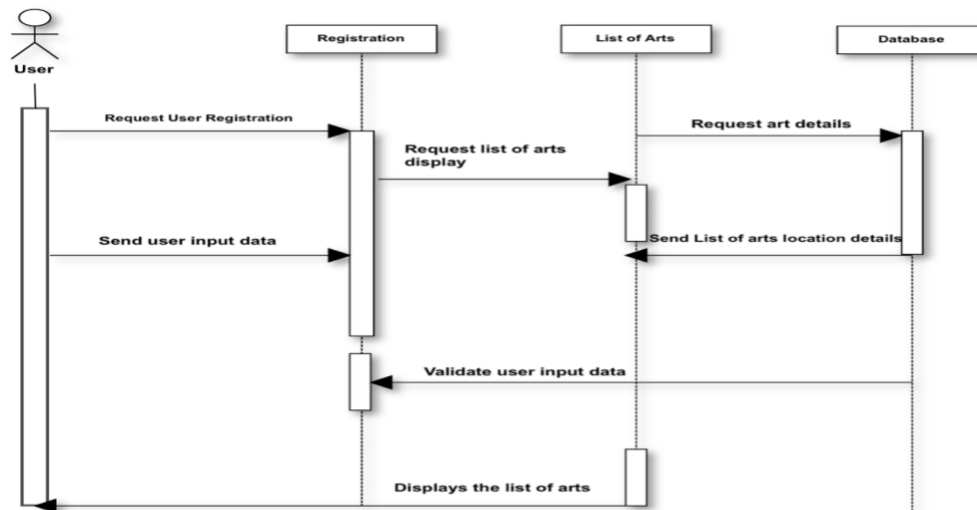 Registration
List of Arts
Database
User
Request User Registration
Request art details
Request list of arts
display
Send user input data
Send List of arts location details
Validate user input data
Displays the list of arts